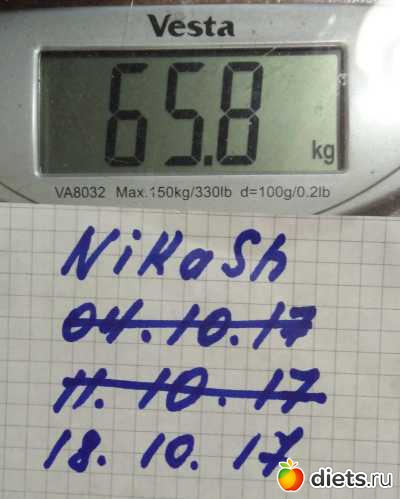 Vesta
65.8 kg
VA8032 Max.150kg/330lb d=100g/0.2lb
NiKaSh
04.10.17
11.10.17
18.10.17
diets.ru